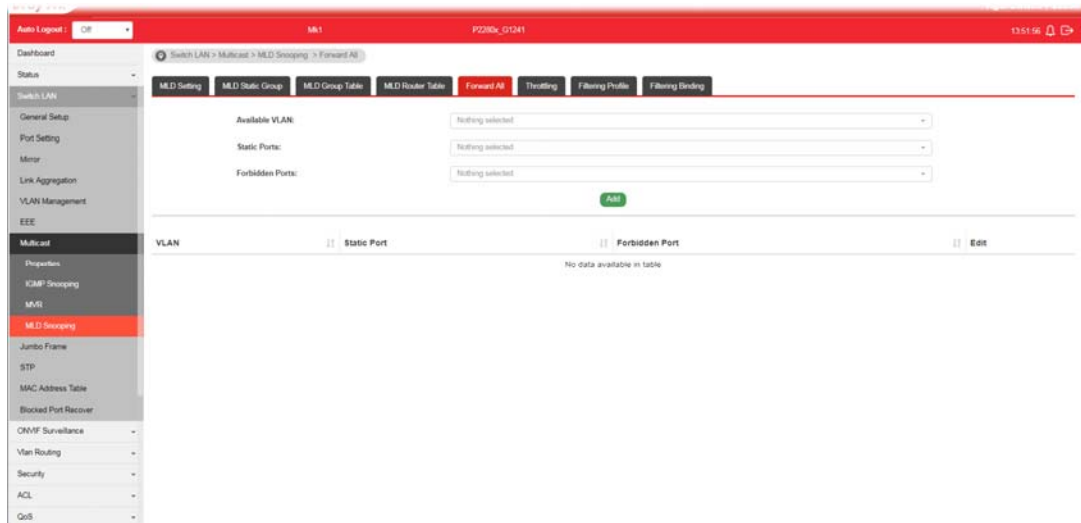 Auto Logout : Off Mk1 P2280x_G1241 13:51:56
Dashboard
Switch LAN > Multicast > MLD Snooping > Forward All
Status
MLD Setting MLD Static Group MLD Group Table MLD Router Table Forward All Throttling Filtering Profile Filtering Binding
Switch LAN
General Setup
Available VLAN: Nothing selected
Port Setting
Static Ports: Nothing selected
Mirror
Forbidden Ports: Nothing selected
Link Aggregation
VLAN Management
Add
EEE
Multicast
VLAN Static Port Forbidden Port Edit
Properties
No data available in table
IGMP Snooping
MVR
MLD Snooping
Jumbo Frame
STP
MAC Address Table
Blocked Port Recover
ONVIF Surveillance
Vlan Routing
Security
ACL
QoS